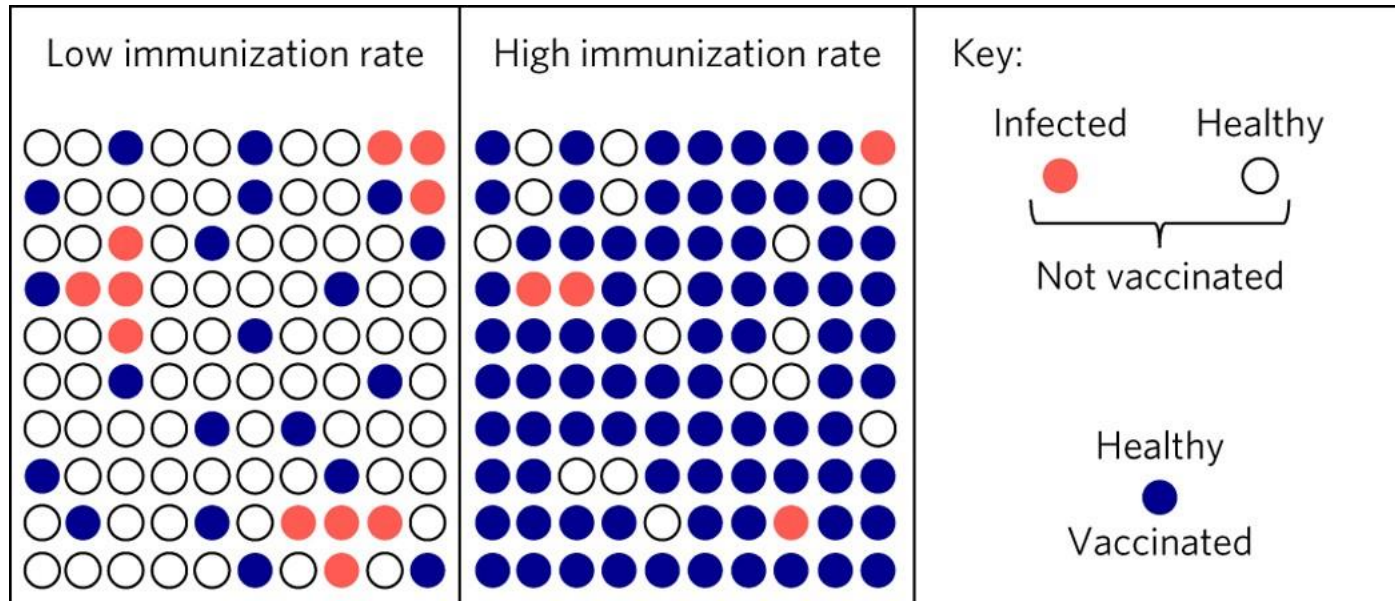 Low immunization rate
High immunization rate
Key:
Infected
Healthy
Not vaccinated
Healthy
Vaccinated